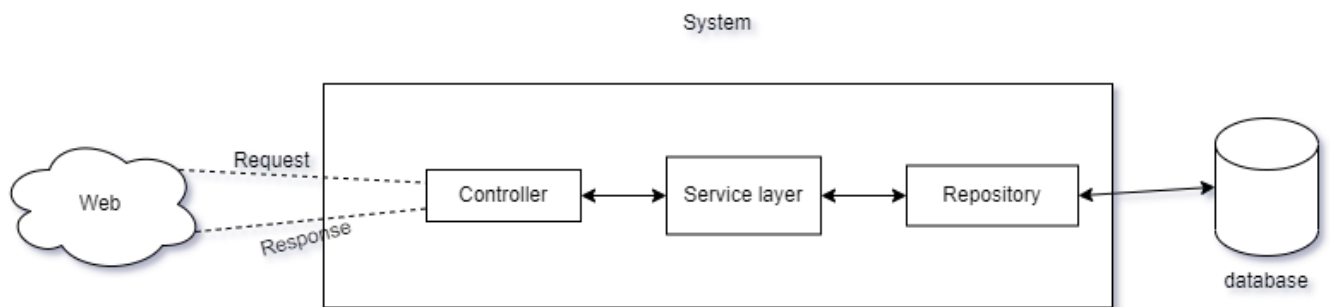 System
Request
Web
Response
Controller
Service layer
Repository
database